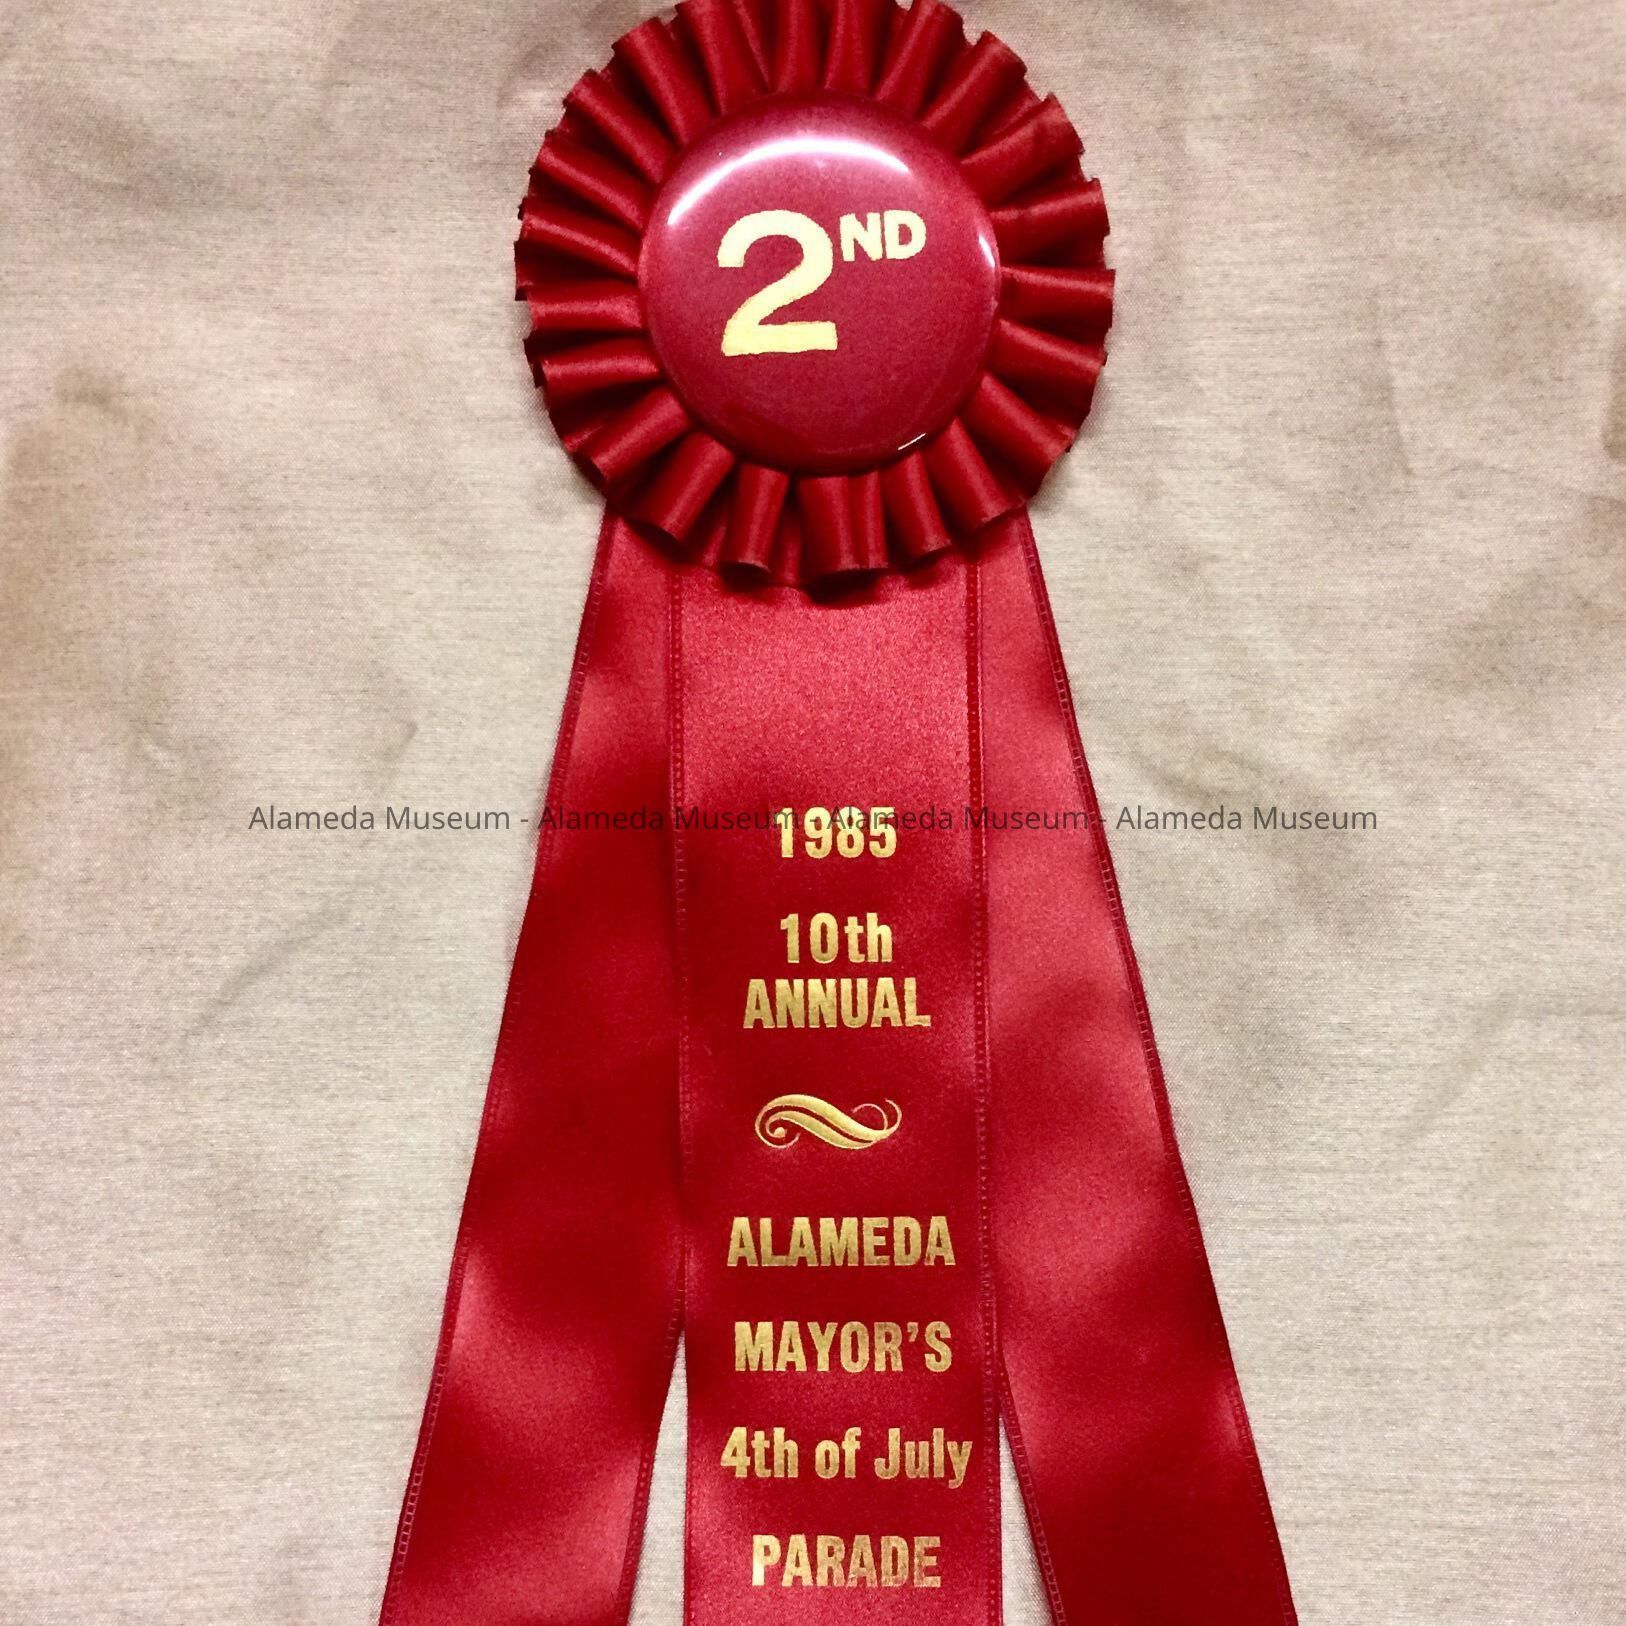 2ND
Alameda Museum - Alameda Museum - Alameda Museum - Alameda Museum
1985
10th
ANNUAL
ALAMEDA
MAYOR'S
4th of July
PARADE